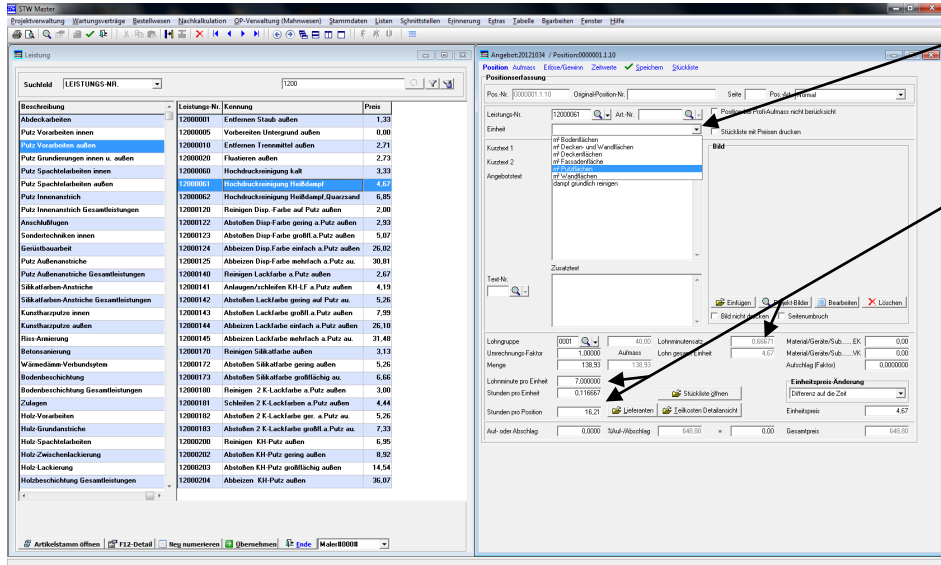 STW Master
Projektverwaltung Wartungsverträge Bestellwesen Nachkalkulation OP-Verwaltung (Mahnwesen) Stammdaten Listen Schnittstellen Erinnerung Extras Tabelle Bearbeiten Fenster Hilfe
F K U
Leistung
Suchfeld LEISTUNGS-NR. 1200
Beschreibung
Abdeckarbeiten
Putz Vorarbeiten innen
Putz Vorarbeiten außen
Putz Grundierungen innen u. außen
Putz Spachtelarbeiten innen
Putz Spachtelarbeiten außen
Putz Innenanstrich
Putz Innenanstrich Gesamtleistungen
Anschlußfugen
Sondertechniken innen
Gerüstbauarbeit
Putz Außenanstriche
Putz Außenanstriche Gesamtleistungen
Silikatfarben-Anstriche
Silikatfarben-Anstriche Gesamtleistungen
Kunstharzputze innen
Kunstharzputze außen
Riss-Armierung
Betonsanierung
Wärmedämm-Verbundsytem
Bodenbeschichtung
Bodenbeschichtung Gesamtleistungen
Zulagen
Holz-Vorarbeiten
Holz-Grundanstriche
Holz-Spachtelarbeiten
Holz-Zwischenlackierung
Holz-Lackierung
Holzbeschichtung Gesamtleistungen
Leistungs-Nr. Kennung Preis
12000001 Entfernen Staub außen 1,33
12000005 Vorbereiten Untergrund außen 0,00
12000010 Entfernen Trennmittel außen 2,71
12000020 Fluatieren außen 2,73
12000060 Hochdruckreinigung kalt 3,33
12000061 Hochdruckreinigung Heißdampf 4,67
12000062 Hochdruckreinigung Heißdampf,Quarzsand 6,85
12000120 Reinigen Disp.-Farbe auf Putz außen 2,00
12000122 Abstoßen Disp-Farbe gering a.Putz außen 2,93
12000123 Abstoßen Disp-Farbe großfl.a.Putz außen 5,07
12000124 Abbeizen Disp.Farbe einfach a.Putz außen 26,02
12000125 Abbeizen Disp.Farbe mehrfach a.Putz au. 30,81
12000140 Reinigen Lackfarbe a.Putz außen 2,67
12000141 Anlaugen/schleifen KH-LF a.Putz außen 4,19
12000142 Abstoßen Lackfarbe gering auf Putz au. 5,26
12000143 Abstoßen Lackfarbe großfl. a.Putz außen 7,99
12000144 Abbeizen Lackfarbe einfach a.Putz außen 26,10
12000145 Abbeizen Lackfarbe mehrfach a.Putz au. 31,48
12000170 Reinigen Silikatfarbe außen 3,13
12000172 Abstoßen Silikatfarbe gering außen 5,26
12000173 Abstoßen Silikatfarbe großflächig au. 6,66
12000180 Reinigen 2 K-Lackfarbe a.Putz außen 3,00
12000181 Schleifen 2 K-Lackfarben a.Putz außen 4,44
12000182 Abstoßen 2 K-Lackfarbe ger. a.Putz au. 5,26
12000183 Abstoßen 2 K-Lackfarbe großfl.a.Putz au. 7,33
12000200 Reinigen KH-Putz außen 6,95
12000202 Abstoßen KH-Putz gering außen 8,92
12000203 Abstoßen KH-Putz großflächig außen 14,54
12000204 Abbeizen KH-Putz außen 36,07
Artikelstamm öffnen F12-Detail Neu numerieren Übernehmen Ende Maler#000#
Angebot:20121034 / Position:0000001.1.10
Position Aufmass Erlöse/Gewinn Zeitwerte Speichern Stückliste
Positionserfassung
Pos.-Nr. 0000001.1.10 Original-Position-Nr. Seite Normal
Leistungs-Nr. 12000061 Art.-Nr.
Einheit
Stückliste mit Preisen drucken
m² Bodenflächen
m² Decken- und Wandflächen
m² Deckenflächen
m² Fassadenfläche
m² Putzflächen
m² Wandflächen
dampf gründlich reinigen
Kurztext 1
Kurztext 2
Angebotstext
Bild
Zusatztext
Text-Nr.
Einfügen Bearbeiten Löschen
Bild nicht drucken Seitenumbruch
Lohngruppe 0001 40,00 Lohnminutensatz 0,66671 Material/Geräte/Sub......EK 0,00
Umrechnungs-Faktor 1,00000 Aufmass Lohn gesamt Einheit 4,67 Material/Geräte/Sub......VK 0,00
Menge 138,93 138,93 Aufschlag (Faktor) 0,0000000
Lohnminute pro Einheit 7,000000 Einheitspreis-Änderung
Stunden pro Einheit 0,116667 Stückliste öffnen Differenz auf die Zeit
Stunden pro Position 16,21 Lieferanten Teilkosten Detailansicht Einheitspreis 4,67
Auf- oder Abschlag 0,0000 %Auf-/Abschlag 648,80 = 0,00 Gesamtpreis 648,80